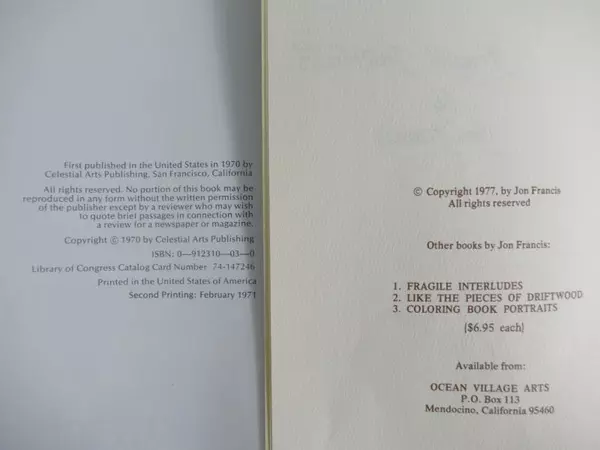 First published in the United States in 1970 by
Celestial Arts Publishing, San Francisco, California
All rights reserved. No portion of this book may be
reproduced in any form without the written permission
of the publisher except by a reviewer who may wish
to quote brief passages in connection with
a review for a newspaper or magazine.
Copyright © 1970 by Celestial Arts Publishing
ISBN: 0—912310—03—0
Library of Congress Catalog Card Number 74-147246
Printed in the United States of America
Second Printing: February 1971
© Copyright 1977, by Jon Francis
All rights reserved
Other books by Jon Francis:
1. FRAGILE INTERLUDES
2. LIKE THE PIECES OF DRIFTWOOD
3. COLORING BOOK PORTRAITS
($6.95 each)
Available from:
OCEAN VILLAGE ARTS
P.O. Box 113
Mendocino, California 95460